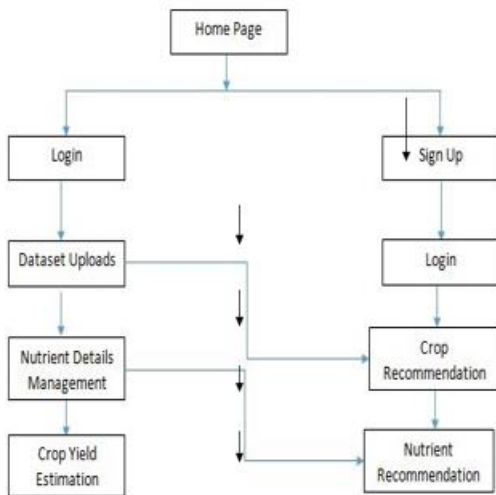 Home Page
Login
Sign Up
Dataset Uploads
Login
Nutrient Details
Management
Crop
Recommendation
Crop Yield
Estimation
Nutrient
Recommendation